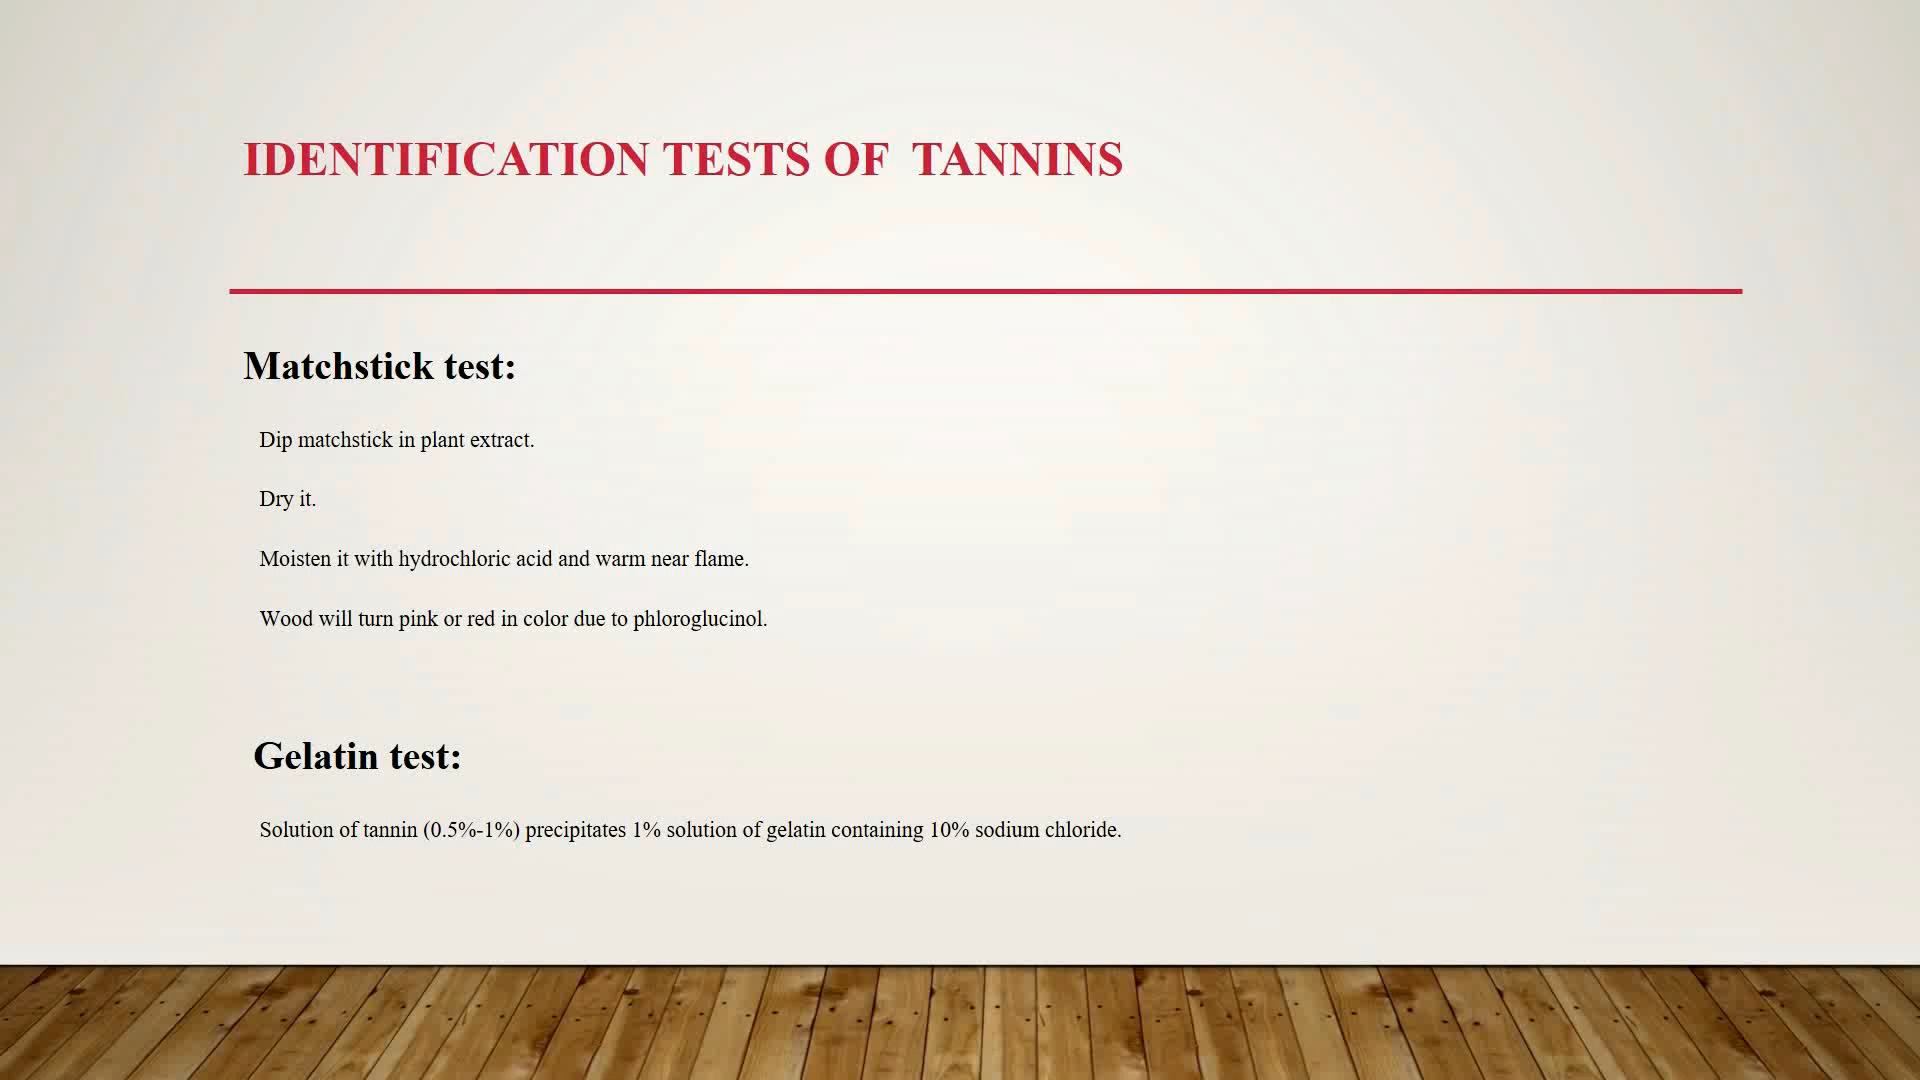 IDENTIFICATION TESTS OF TANNINS
Matchstick test:
Dip matchstick in plant extract.
Dry it.
Moisten it with hydrochloric acid and warm near flame.
Wood will turn pink or red in color due to phloroglucinol.
Gelatin test:
Solution of tannin (0.5%-1%) precipitates 1% solution of gelatin containing 10% sodium chloride.